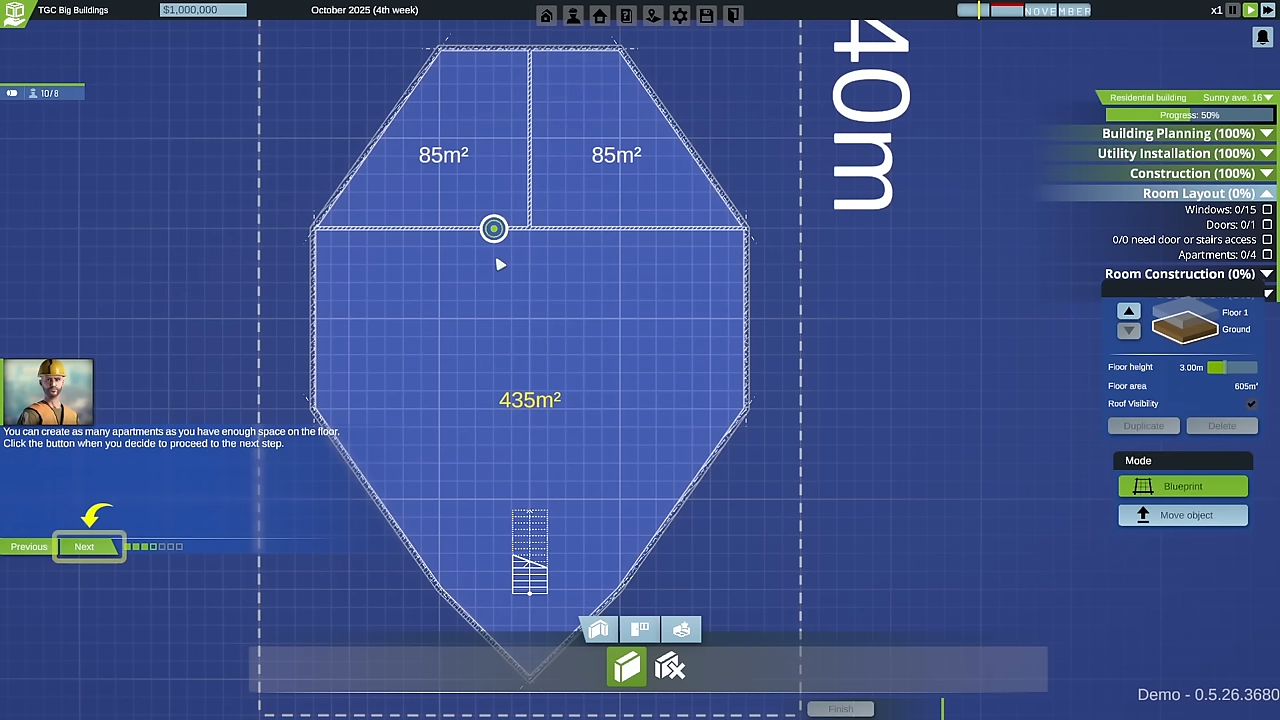 TGC Big Buildings
$1,000,000
October 2025 (4th week)
NOVEMBER
x1
10/8
40m
Residential building
Sunny ave. 16
Progress: 50%
Building Planning (100%)
Utility Installation (100%)
Construction (100%)
Room Layout (0%)
Windows: 0/15
Doors: 0/1
0/0 need door or stairs access
Apartments: 0/4
Room Construction (0%)
85m²
85m²
435m²
Floor 1
Ground
Floor height
3.00m
Floor area
605m²
Roof Visibility
Duplicate
Delete
Mode
Blueprint
Move object
You can create as many apartments as you have enough space on the floor.
Click the button when you decide to proceed to the next step.
Previous
Next
Finish
Demo - 0.5.26.3680